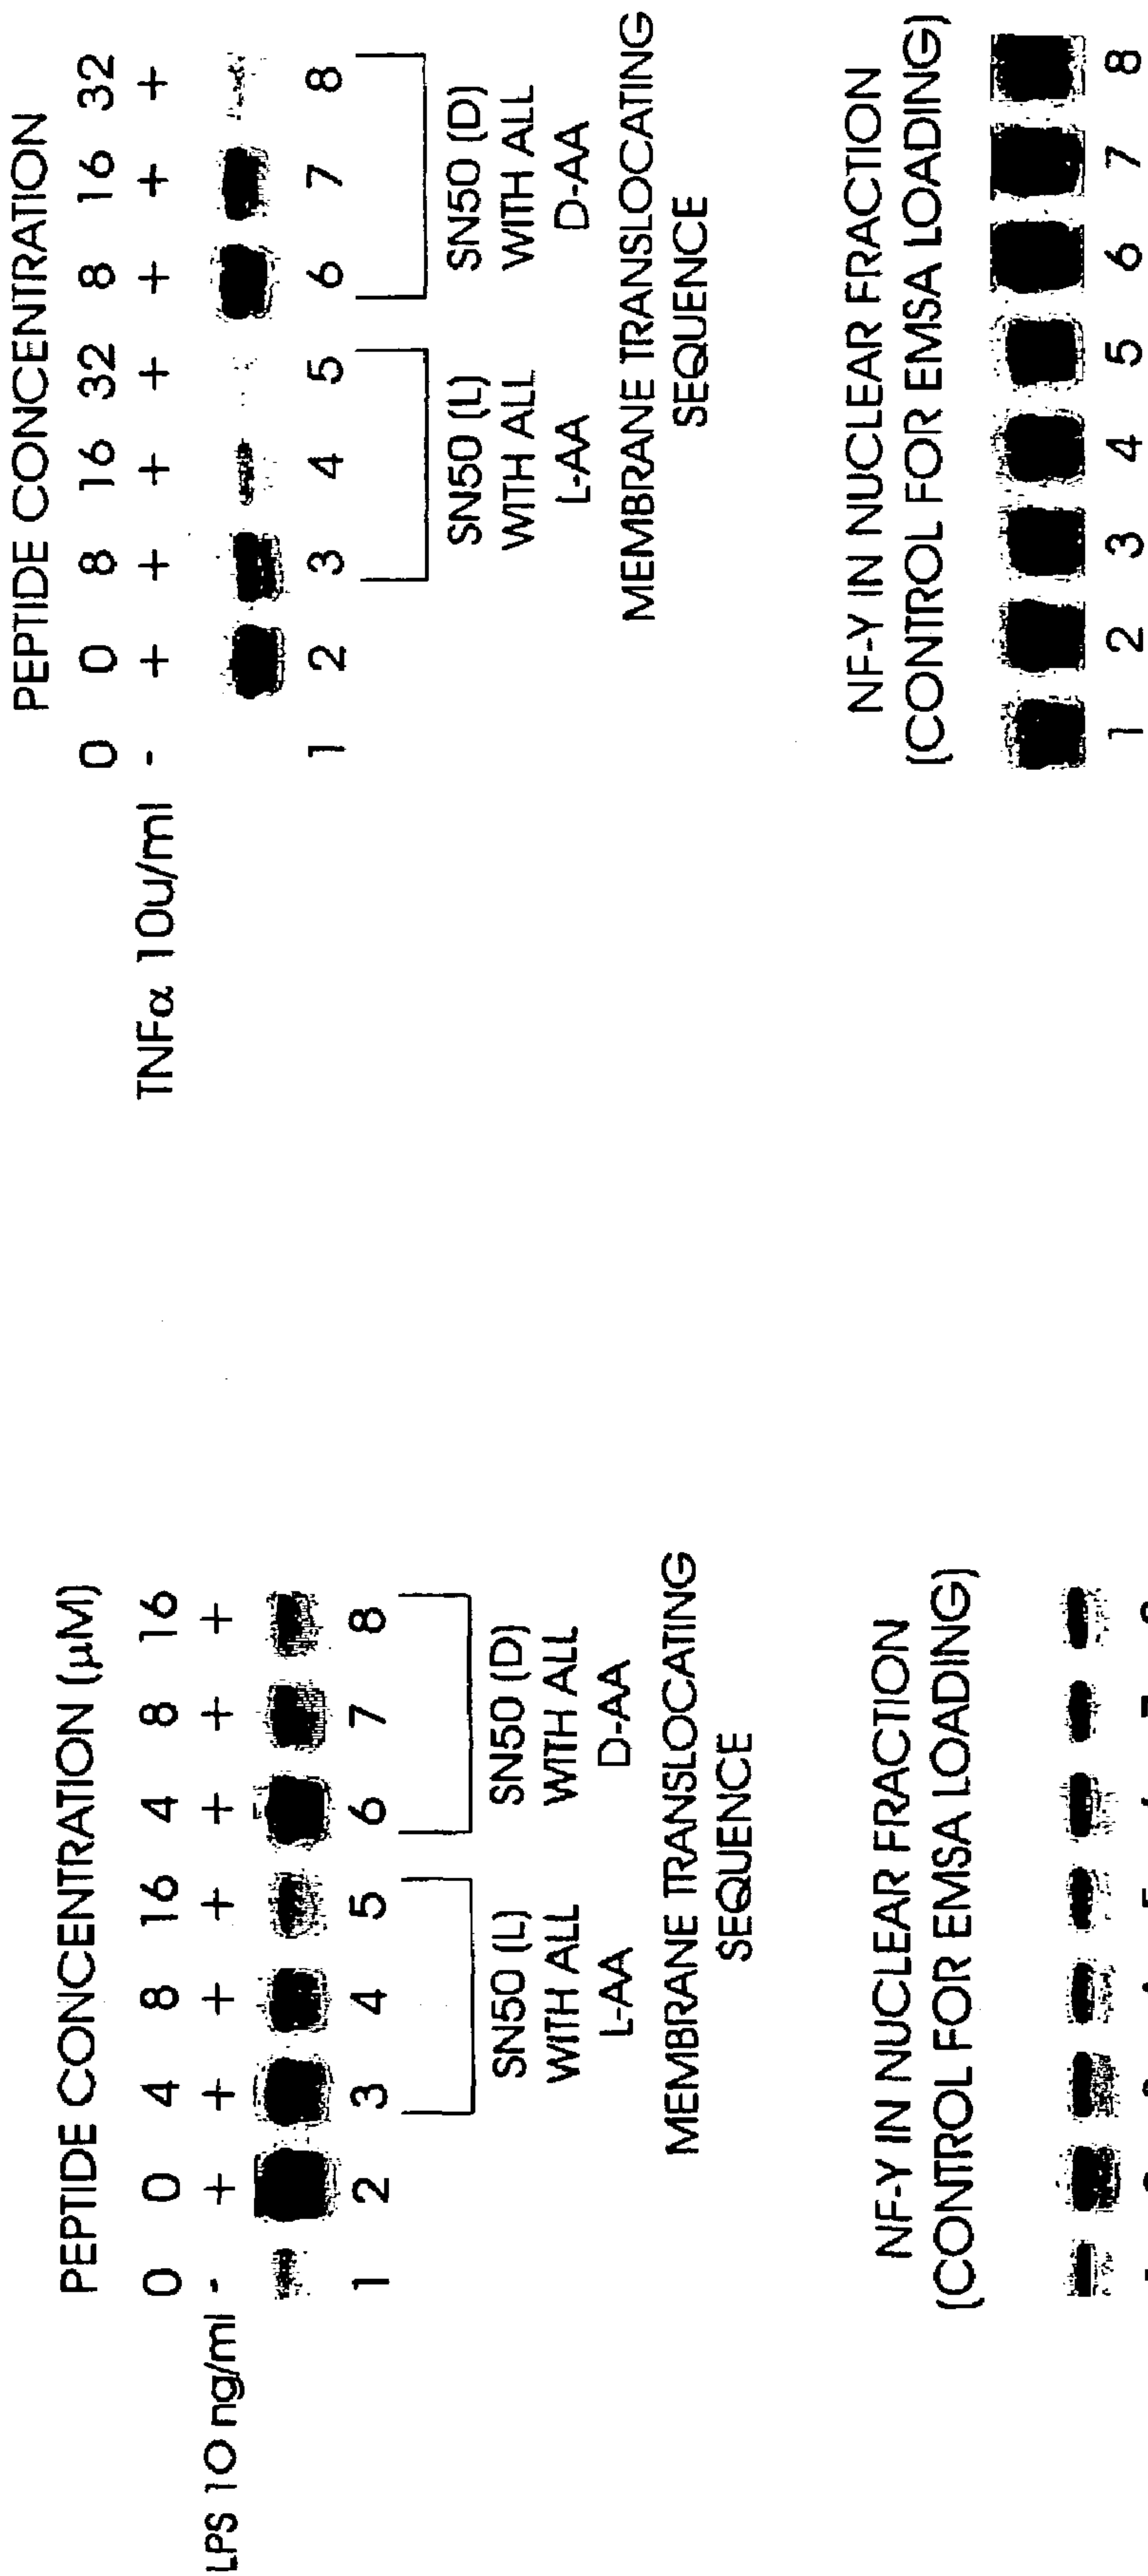 PEPTIDE CONCENTRATION (µM)
0 0 4 8 16 4 8 16
LPS 10 ng/ml - + + + + + + +
1 2 3 4 5 6 7 8
SN50 (L) SN50 (D)
WITH ALL WITH ALL
L-AA D-AA
MEMBRANE TRANSLOCATING
SEQUENCE
NF-Y IN NUCLEAR FRACTION
(CONTROL FOR EMSA LOADING)
PEPTIDE CONCENTRATION
0 0 8 16 32 8 16 32
TNFα 10u/ml - + + + + + + +
1 2 3 4 5 6 7 8
SN50 (L) SN50 (D)
WITH ALL WITH ALL
L-AA D-AA
MEMBRANE TRANSLOCATING
SEQUENCE
NF-Y IN NUCLEAR FRACTION
(CONTROL FOR EMSA LOADING)
1 2 3 4 5 6 7 8